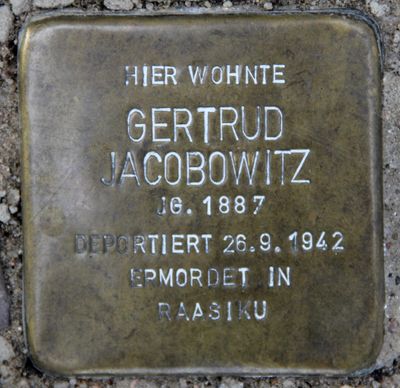 HIER WOHNTE
GERTRUD
JACOBOWITZ
JG. 1887
DEPORTIERT 26.9.1942
ERMORDET IN
RAASIKU